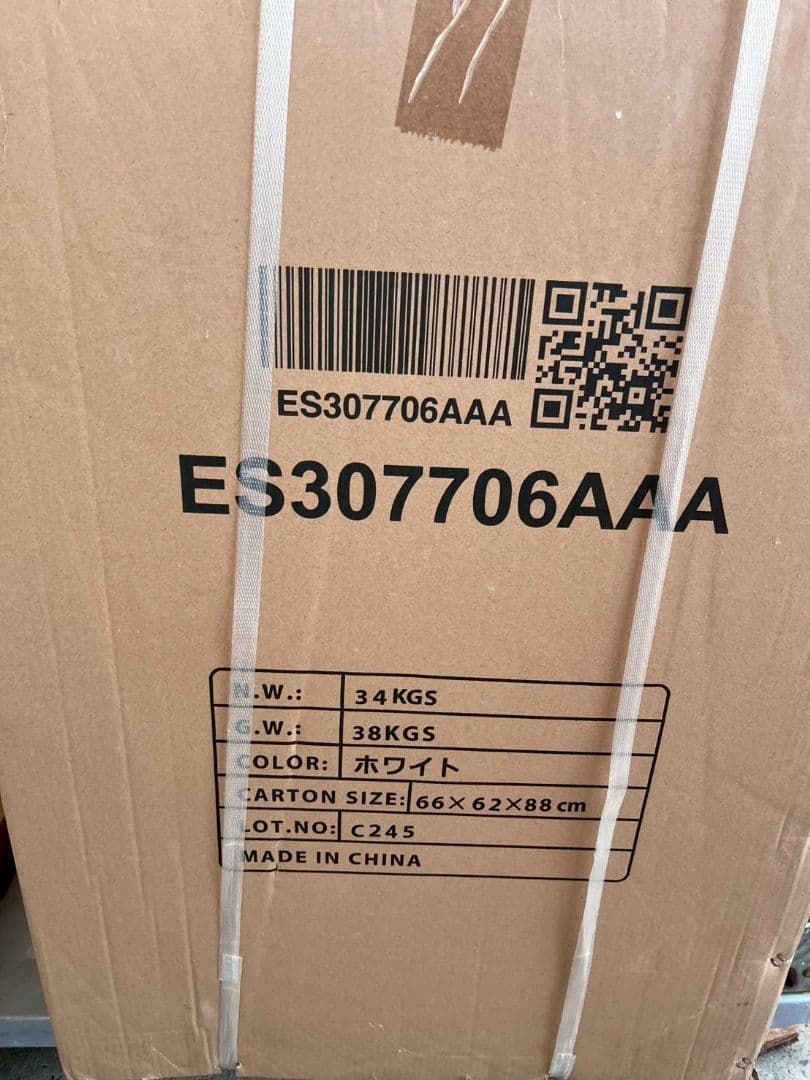 ES307706AAA
ES307706AAA
N.W.: 34KGS
G.W.: 38KGS
COLOR: ホワイト
CARTON SIZE: 66×62×88cm
LOT.NO: C245
MADE IN CHINA